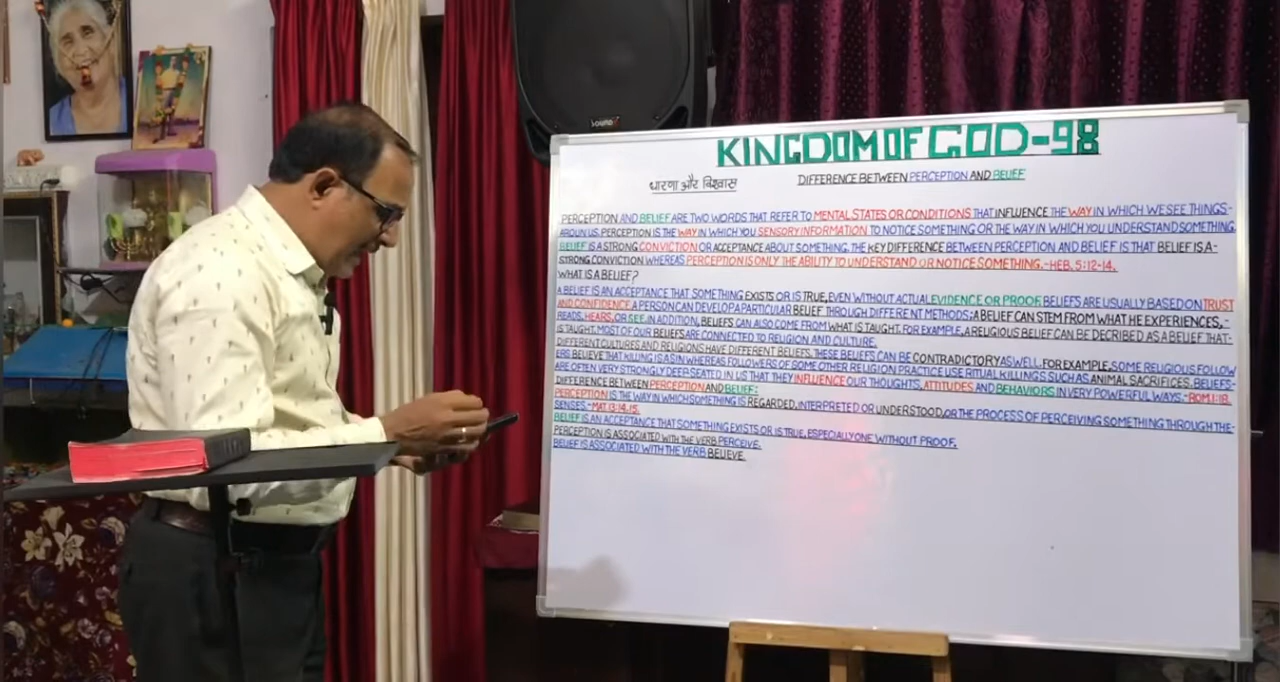 Sound
KINGDOM OF GOD-98
धारणा और विश्वास
DIFFERENCE BETWEEN PERCEPTION AND BELIEF
PERCEPTION AND BELIEF ARE TWO WORDS THAT REFER TO MENTAL STATES OR CONDITIONS THAT INFLUENCE THE WAY IN WHICH WE SEE THINGS-
AROUN US. PERCEPTION IS THE WAY IN WHICH YOU SENSORY INFORMATION TO NOTICE SOMETHING OR THE WAY IN WHICH YOU UNDERSTAND SOMETHING.
BELIEF IS A STRONG CONVICTION OR ACCEPTANCE ABOUT SOMETHING. THE KEY DIFFERENCE BETWEEN PERCEPTION AND BELIEF IS THAT BELIEF IS A-
STRONG CONVICTION WHEREAS PERCEPTION IS ONLY THE ABILITY TO UNDERSTAND OR NOTICE SOMETHING.-HEB. 5:12-14.
WHAT IS A BELIEF?
A BELIEF IS AN ACCEPTANCE THAT SOMETHING EXISTS OR IS TRUE, EVEN WITHOUT ACTUAL EVIDENCE OR PROOF. BELIEFS ARE USUALLY BASED ON TRUST
AND CONFIDENCE. A PERSON CAN DEVELOP A PARTICULAR BELIEF THROUGH DIFFERENT METHODS; A BELIEF CAN STEM FROM WHAT HE EXPERIENCES,-
READS, HEARS, OR SEE. IN ADDITION, BELIEFS CAN ALSO COME FROM WHAT IS TAUGHT. FOR EXAMPLE, A RELIGIOUS BELIEF CAN BE DECRIBED AS A BELIEF THAT-
IS TAUGHT. MOST OF OUR BELIEFS ARE CONNECTED TO RELIGION AND CULTURE.
DIFFERENT CULTURES AND RELIGIONS HAVE DIFFERENT BELIEFS. THESE BELIEFS CAN BE CONTRADICTORY AS WELL. FOR EXAMPLE, SOME RELIGIOUS FOLLOW
ERS BELIEVE THAT KILLING IS A SIN WHEREAS FOLLOWERS OF SOME OTHER RELIGION PRACTICE USE RITUAL KILLINGS SUCH AS ANIMAL SACRIFICES. BELIEFS-
ARE OFTEN VERY STRONGLY DEEP SEATED IN US THAT THEY INFLUENCE OUR THOUGHTS, ATTITUDES AND BEHAVIORS IN VERY POWERFUL WAYS.-ROM.1:18.
DIFFERENCE BETWEEN PERCEPTION AND BELIEF:
PERCEPTION IS THE WAY IN WHICH SOMETHING IS REGARDED, INTERPRETED OR UNDERSTOOD, OR THE PROCESS OF PERCEIVING SOMETHING THROUGH THE-
SENSES.-MAT.13:14,15.
BELIEF IS AN ACCEPTANCE THAT SOMETHING EXISTS OR IS TRUE, ESPECIALLY ONE WITHOUT PROOF.
PERCEPTION IS ASSOCIATED WITH THE VERB PERCEIVE.
BELIEF IS ASSOCIATED WITH THE VERB BELIEVE.